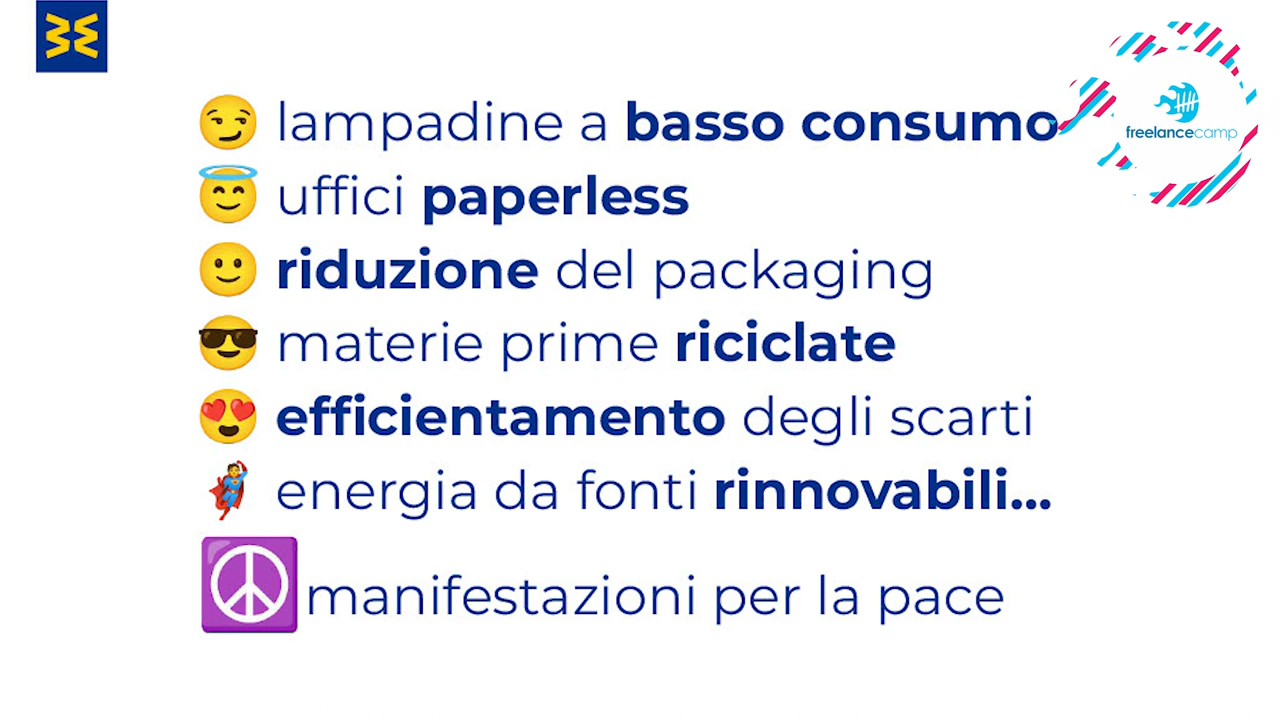 lampadine a basso consumo
freelancecamp
uffici paperless
riduzione del packaging
materie prime riciclate
efficientamento degli scarti
energia da fonti rinnovabili...
manifestazioni per la pace